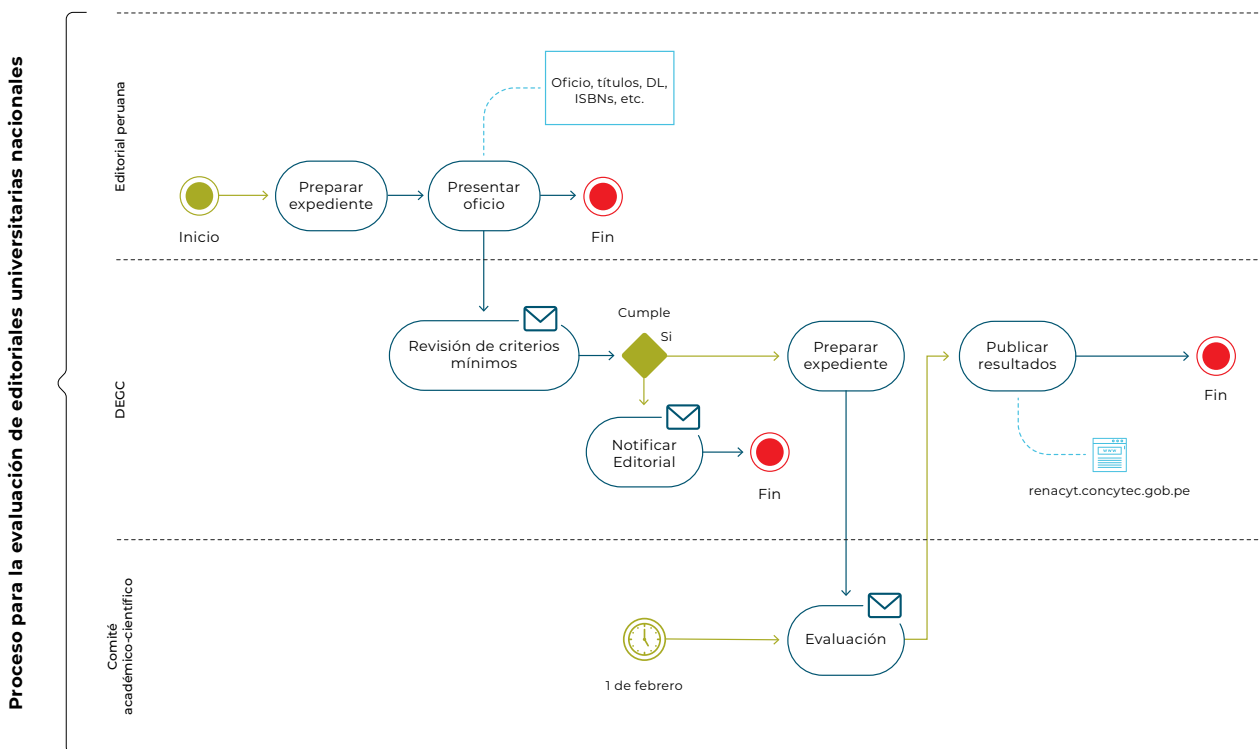 Proceso para la evaluación de editoriales universitarias nacionales
Editorial peruana
Oficio, títulos, DL,
ISBNs, etc.
Inicio
Preparar
expediente
Presentar
oficio
Fin
DEGC
Revisión de criterios
mínimos
Cumple
Si
Preparar
expediente
Publicar
resultados
Fin
Notificar
Editorial
Fin
www
renacyt.concytec.gob.pe
Comité
académico-científico
1 de febrero
Evaluación